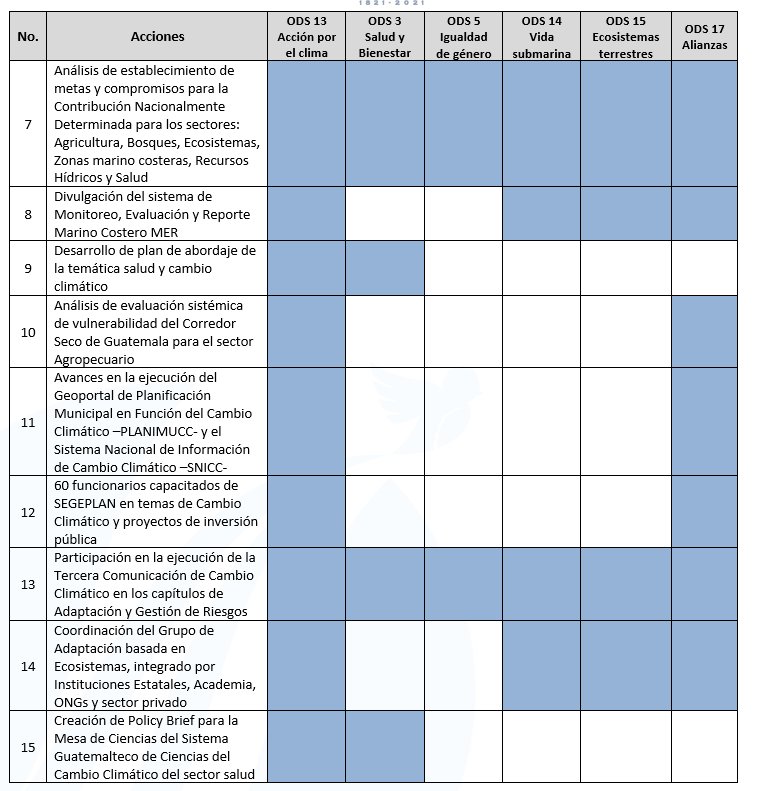 1821-2021
No.
Acciones
ODS 13
Acción por
el clima
ODS 3
Salud y
Bienestar
ODS 5
Igualdad
de género
ODS 14
Vida
submarina
ODS 15
Ecosistemas
terrestres
ODS 17
Alianzas
7
Análisis de establecimiento de
metas y compromisos para la
Contribución Nacionalmente
Determinada para los sectores:
Agricultura, Bosques, Ecosistemas,
Zonas marino costeras, Recursos
Hídricos y Salud
8
Divulgación del sistema de
Monitoreo, Evaluación y Reporte
Marino Costero MER
9
Desarrollo de plan de abordaje de
la temática salud y cambio
climático
10
Análisis de evaluación sistémica
de vulnerabilidad del Corredor
Seco de Guatemala para el sector
Agropecuario
11
Avances en la ejecución del
Geoportal de Planificación
Municipal en Función del Cambio
Climático –PLANIMUCC- y el
Sistema Nacional de Información
de Cambio Climático –SNICC-
12
60 funcionarios capacitados de
SEGEPLAN en temas de Cambio
Climático y proyectos de inversión
pública
13
Participación en la ejecución de la
Tercera Comunicación de Cambio
Climático en los capítulos de
Adaptación y Gestión de Riesgos
14
Coordinación del Grupo de
Adaptación basada en
Ecosistemas, integrado por
Instituciones Estatales, Academia,
ONGs y sector privado
15
Creación de Policy Brief para la
Mesa de Ciencias del Sistema
Guatemalteco de Ciencias del
Cambio Climático del sector salud